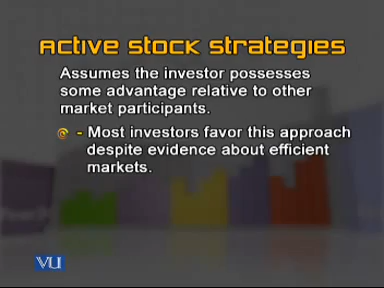 Active Stock Strategies
Assumes the investor possesses
some advantage relative to other
market participants.
- Most investors favor this approach
despite evidence about efficient
markets.
VU